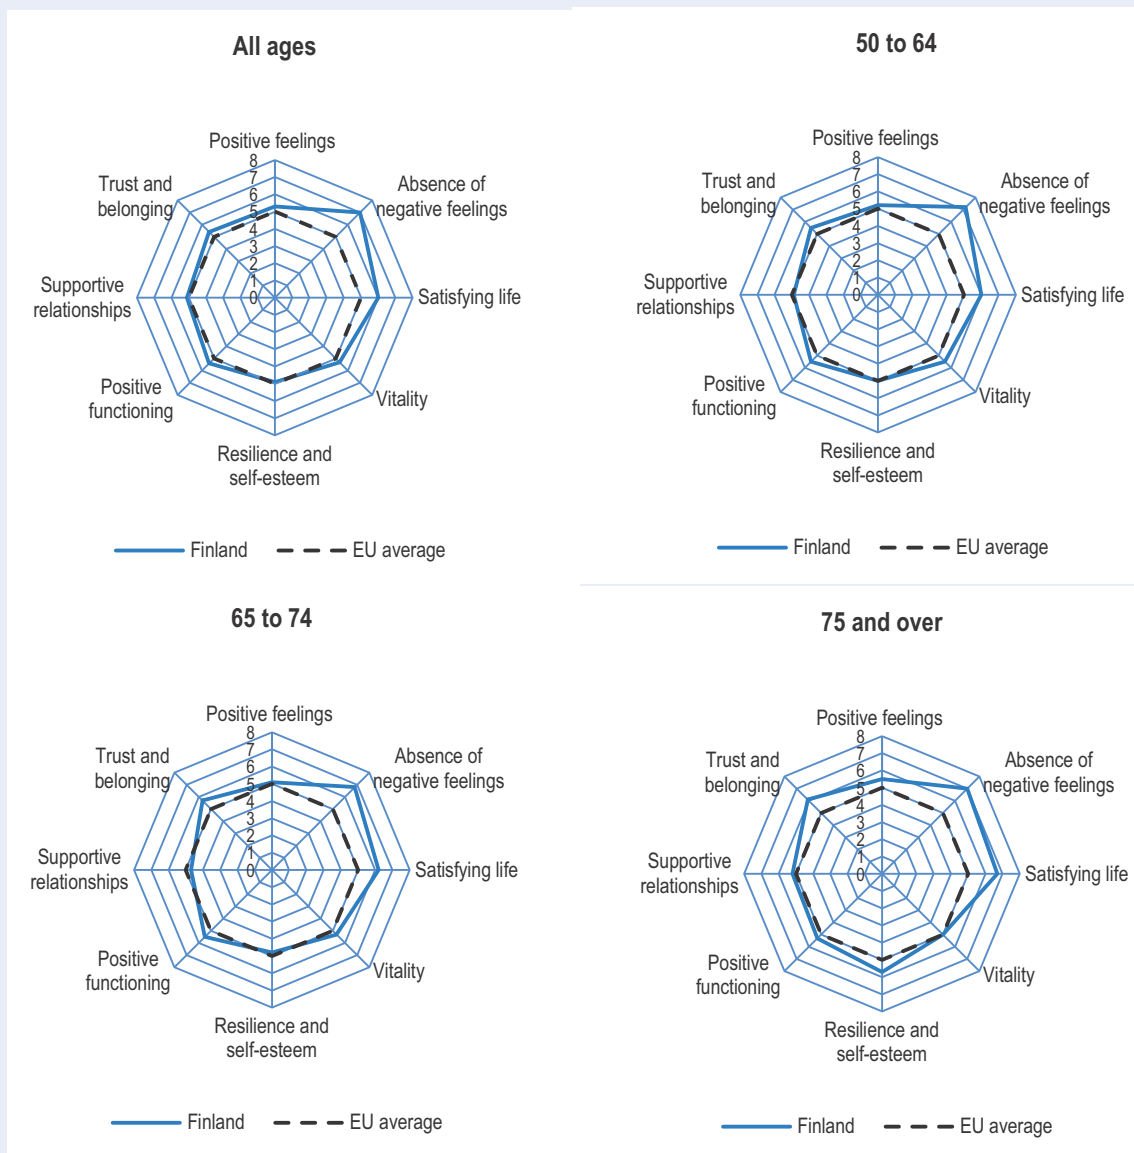 All ages
Positive feelings
Absence of
negative feelings
Satisfying life
Vitality
Resilience and
self-esteem
Positive
functioning
Supportive
relationships
Trust and
belonging
8
7
6
5
4
3
2
1
0
Finland
EU average
50 to 64
Positive feelings
Absence of
negative feelings
Satisfying life
Vitality
Resilience and
self-esteem
Positive
functioning
Supportive
relationships
Trust and
belonging
8
7
6
5
4
3
2
1
0
Finland
EU average
65 to 74
Positive feelings
Absence of
negative feelings
Satisfying life
Vitality
Resilience and
self-esteem
Positive
functioning
Supportive
relationships
Trust and
belonging
8
7
6
5
4
3
2
1
0
Finland
EU average
75 and over
Positive feelings
Absence of
negative feelings
Satisfying life
Vitality
Resilience and
self-esteem
Positive
functioning
Supportive
relationships
Trust and
belonging
8
7
6
5
4
3
2
1
0
Finland
EU average